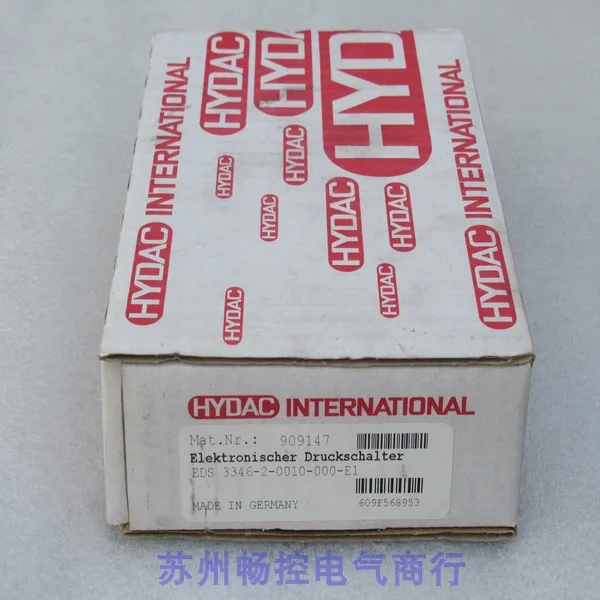 HYDAC INTERNATIONAL
HYDAC
HYDAC
HYD
HYDAC
HYDAC
HYDAC
HYDAC
HYDAC
HYDAC
HYDAC INTERNATIONAL
HYDAC INTERNATIONAL
Mat.Nr.: 909147
Elektronischer Druckschalter
EDS 3346-2-0010-000-E1
MADE IN GERMANY
609F568953
苏州畅控电气商行